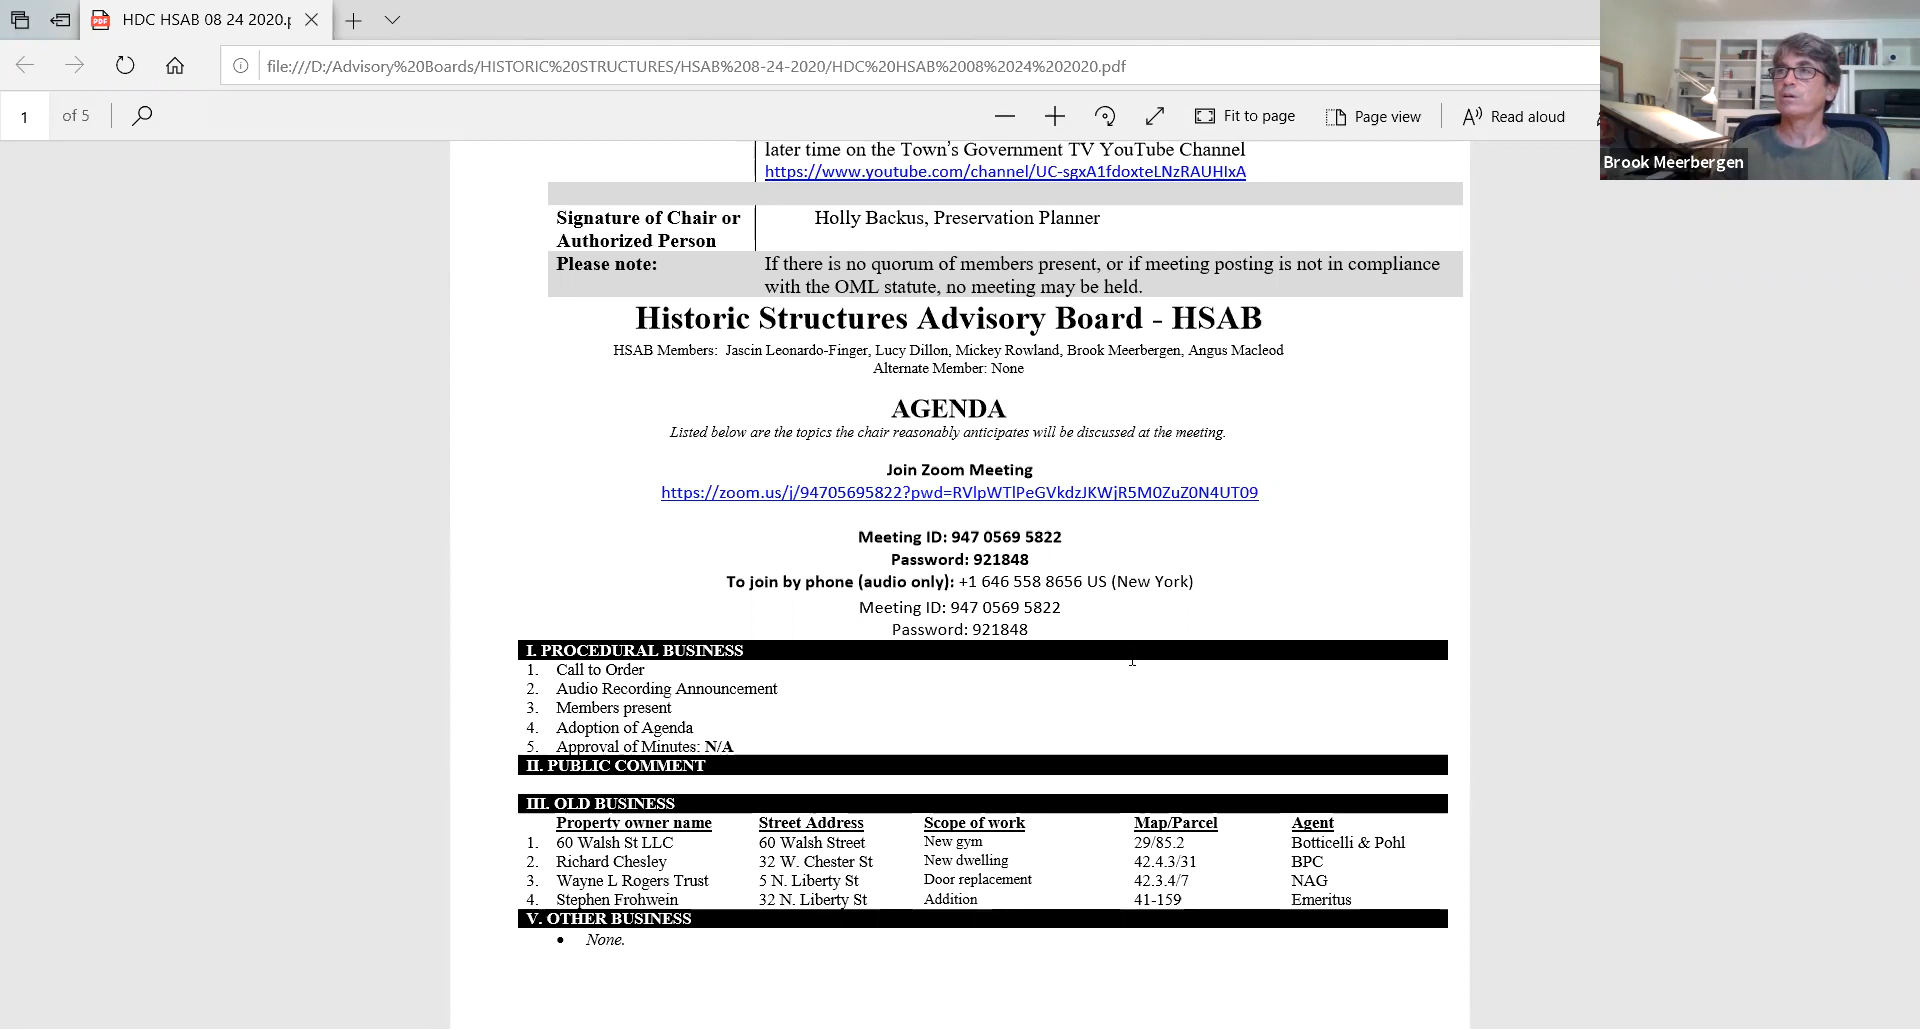 HDC HSAB 08 24 2020.p
file:///D:/Advisory%20Boards/HISTORIC%20STRUCTURES/HSAB%208-24-2020/HDC%20HSAB%2008%2024%202020.pdf
1 of 5
Fit to page
Page view
Read aloud
Brook Meerbergen
later time on the Town's Government TV YouTube Channel
https://www.youtube.com/channel/UC-sgxA1fdoxteLNzRAUHIxA
Signature of Chair or Holly Backus, Preservation Planner
Authorized Person
Please note: If there is no quorum of members present, or if meeting posting is not in compliance
with the OML statute, no meeting may be held.
Historic Structures Advisory Board - HSAB
HSAB Members: Jascin Leonardo-Finger, Lucy Dillon, Mickey Rowland, Brook Meerbergen, Angus Macleod
Alternate Member: None
AGENDA
Listed below are the topics the chair reasonably anticipates will be discussed at the meeting.
Join Zoom Meeting
https://zoom.us/j/94705695822?pwd=RVlpWTlPeGVkdzJKWjR5M0ZuZ0N4UT09
Meeting ID: 947 0569 5822
Password: 921848
To join by phone (audio only): +1 646 558 8656 US (New York)
Meeting ID: 947 0569 5822
Password: 921848
I. PROCEDURAL BUSINESS
1. Call to Order
2. Audio Recording Announcement
3. Members present
4. Adoption of Agenda
5. Approval of Minutes: N/A
II. PUBLIC COMMENT
III. OLD BUSINESS
Property owner name Street Address Scope of work Map/Parcel Agent
1. 60 Walsh St LLC 60 Walsh Street New gym 29/85.2 Botticelli & Pohl
2. Richard Chesley 32 W. Chester St New dwelling 42.4.3/31 BPC
3. Wayne L Rogers Trust 5 N. Liberty St Door replacement 42.3.4/7 NAG
4. Stephen Frohwein 32 N. Liberty St Addition 41-159 Emeritus
V. OTHER BUSINESS
• None.